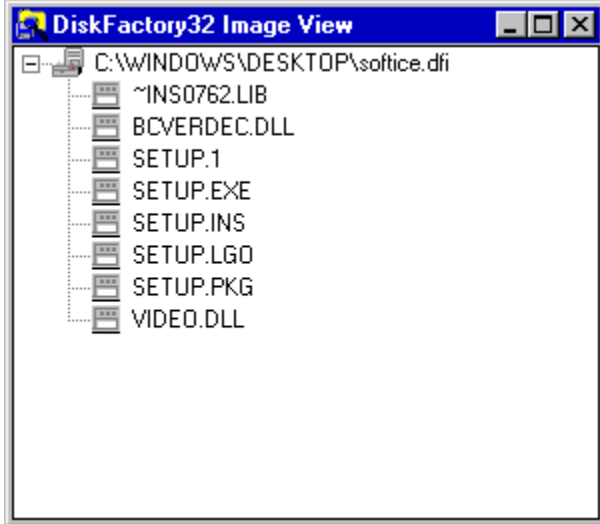 DiskFactory32 Image View
C:\WINDOWS\DESKTOP\softice.dfi
~INS0762.LIB
BCVERDEC.DLL
SETUP.1
SETUP.EXE
SETUP.INS
SETUP.LGO
SETUP.PKG
VIDEO.DLL